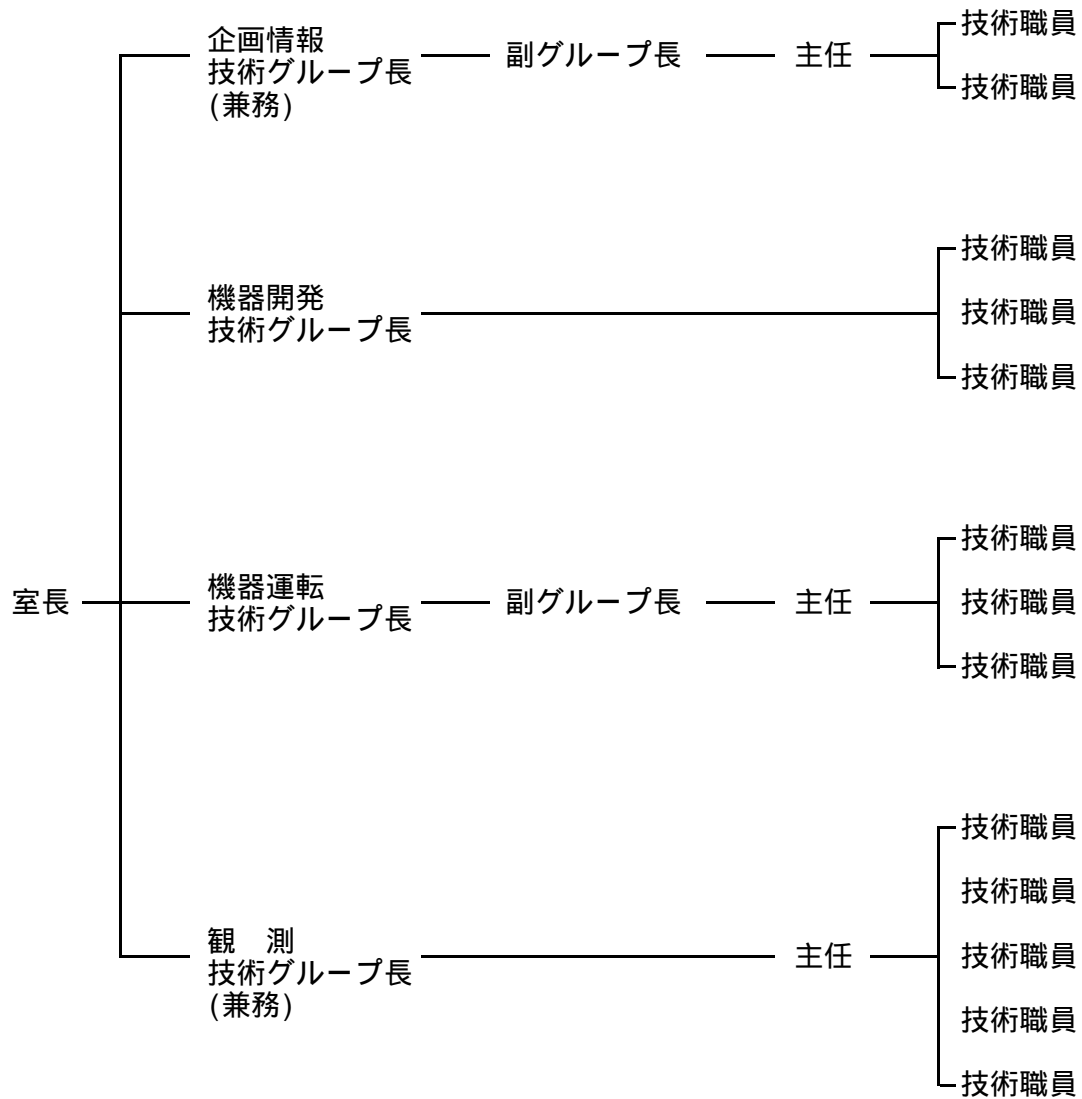 室長
企画情報
技術グループ長
(兼務)
副グループ長
主任
技術職員
技術職員
機器開発
技術グループ長
技術職員
技術職員
技術職員
機器運転
技術グループ長
副グループ長
主任
技術職員
技術職員
技術職員
観　測
技術グループ長
(兼務)
主任
技術職員
技術職員
技術職員
技術職員
技術職員